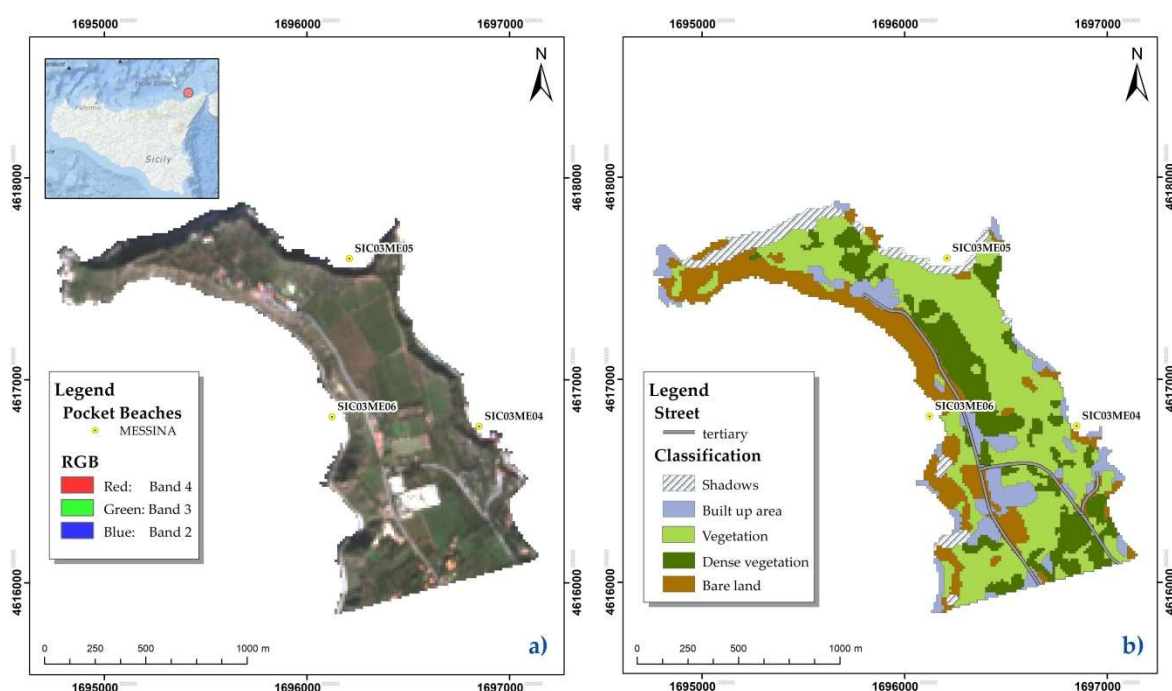 1695000
1696000
1697000
4618000
4617000
4616000
N
Palermo
Sicily
SIC03ME05
SIC03ME06
SIC03ME04
Legend
Pocket Beaches
MESSINA
RGB
Red: Band 4
Green: Band 3
Blue: Band 2
0 250 500 1000 m
a)
4618000
4617000
4616000
1695000
1696000
1697000
1695000
1696000
1697000
N
SIC03ME05
SIC03ME06
SIC03ME04
Legend
Street
tertiary
Classification
Shadows
Built up area
Vegetation
Dense vegetation
Bare land
0 250 500 1000 m
b)
4618000
4617000
4616000
1695000
1696000
1697000